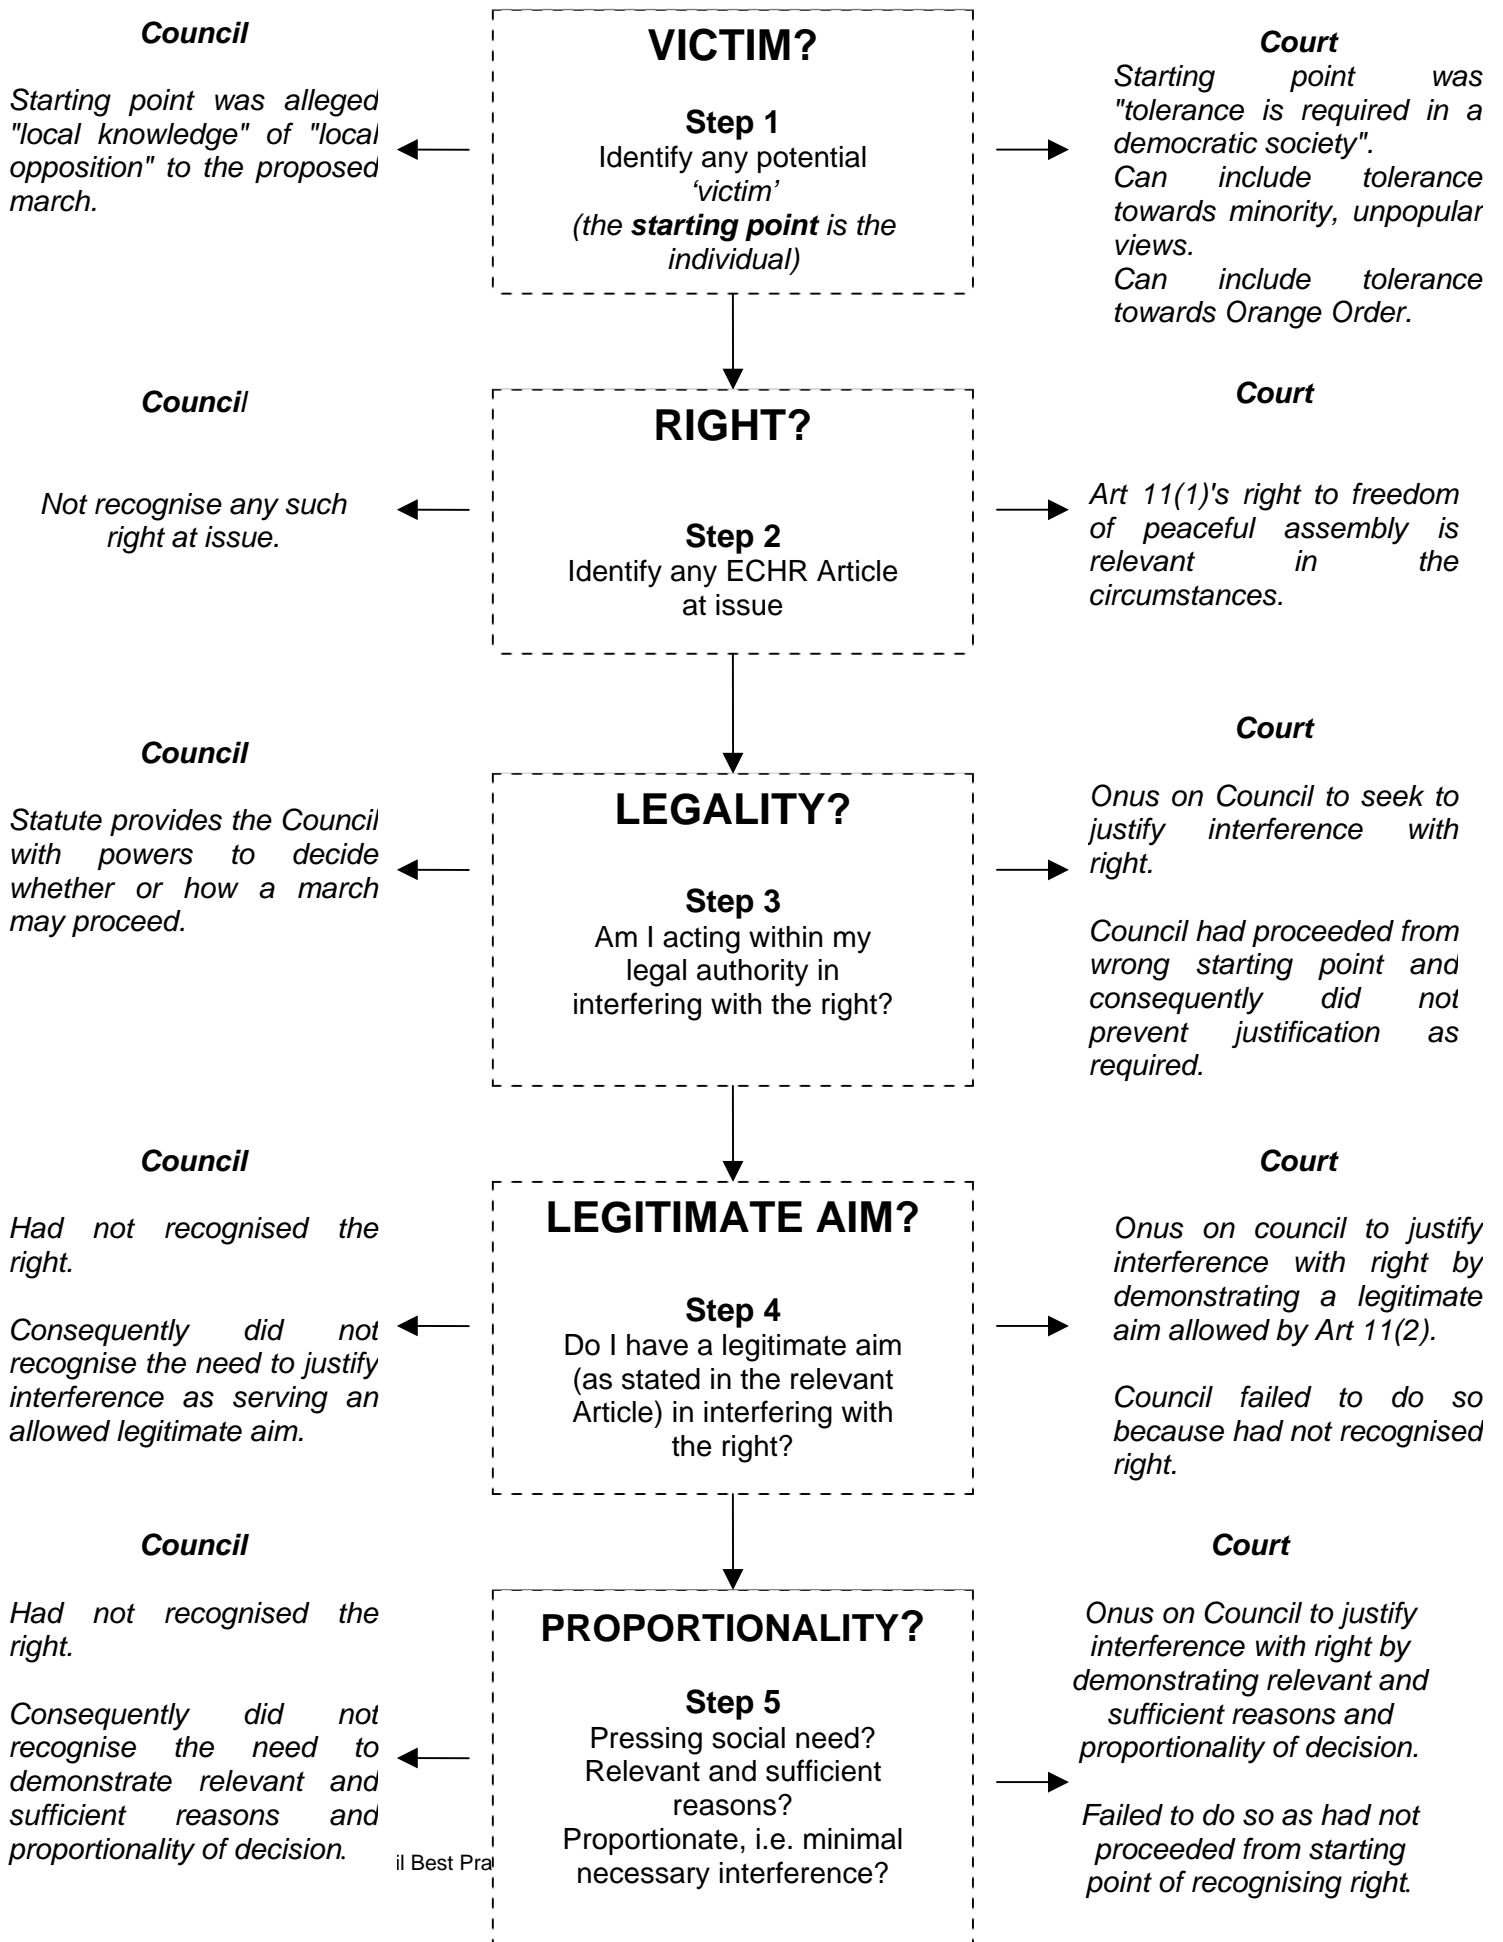 Council
Starting point was alleged
"local knowledge" of "local
opposition" to the proposed
march.
VICTIM?
Step 1
Identify any potential
‘victim’
(the starting point is the
individual)
Court
Starting point was
"tolerance is required in a
democratic society".
Can include tolerance
towards minority, unpopular
views.
Can include tolerance
towards Orange Order.
Council
Not recognise any such
right at issue.
RIGHT?
Step 2
Identify any ECHR Article
at issue
Court
Art 11(1)'s right to freedom
of peaceful assembly is
relevant in the
circumstances.
Council
Statute provides the Council
with powers to decide
whether or how a march
may proceed.
LEGALITY?
Step 3
Am I acting within my
legal authority in
interfering with the right?
Court
Onus on Council to seek to
justify interference with
right.
Council had proceeded from
wrong starting point and
consequently did not
prevent justification as
required.
Council
Had not recognised the
right.
Consequently did not
recognise the need to justify
interference as serving an
allowed legitimate aim.
LEGITIMATE AIM?
Step 4
Do I have a legitimate aim
(as stated in the relevant
Article) in interfering with
the right?
Court
Onus on council to justify
interference with right by
demonstrating a legitimate
aim allowed by Art 11(2).
Council failed to do so
because had not recognised
right.
Council
Had not recognised the
right.
Consequently did not
recognise the need to
demonstrate relevant and
sufficient reasons and
proportionality of decision.
il Best Pra
PROPORTIONALITY?
Step 5
Pressing social need?
Relevant and sufficient
reasons?
Proportionate, i.e. minimal
necessary interference?
Court
Onus on Council to justify
interference with right by
demonstrating relevant and
sufficient reasons and
proportionality of decision.
Failed to do so as had not
proceeded from starting
point of recognising right.